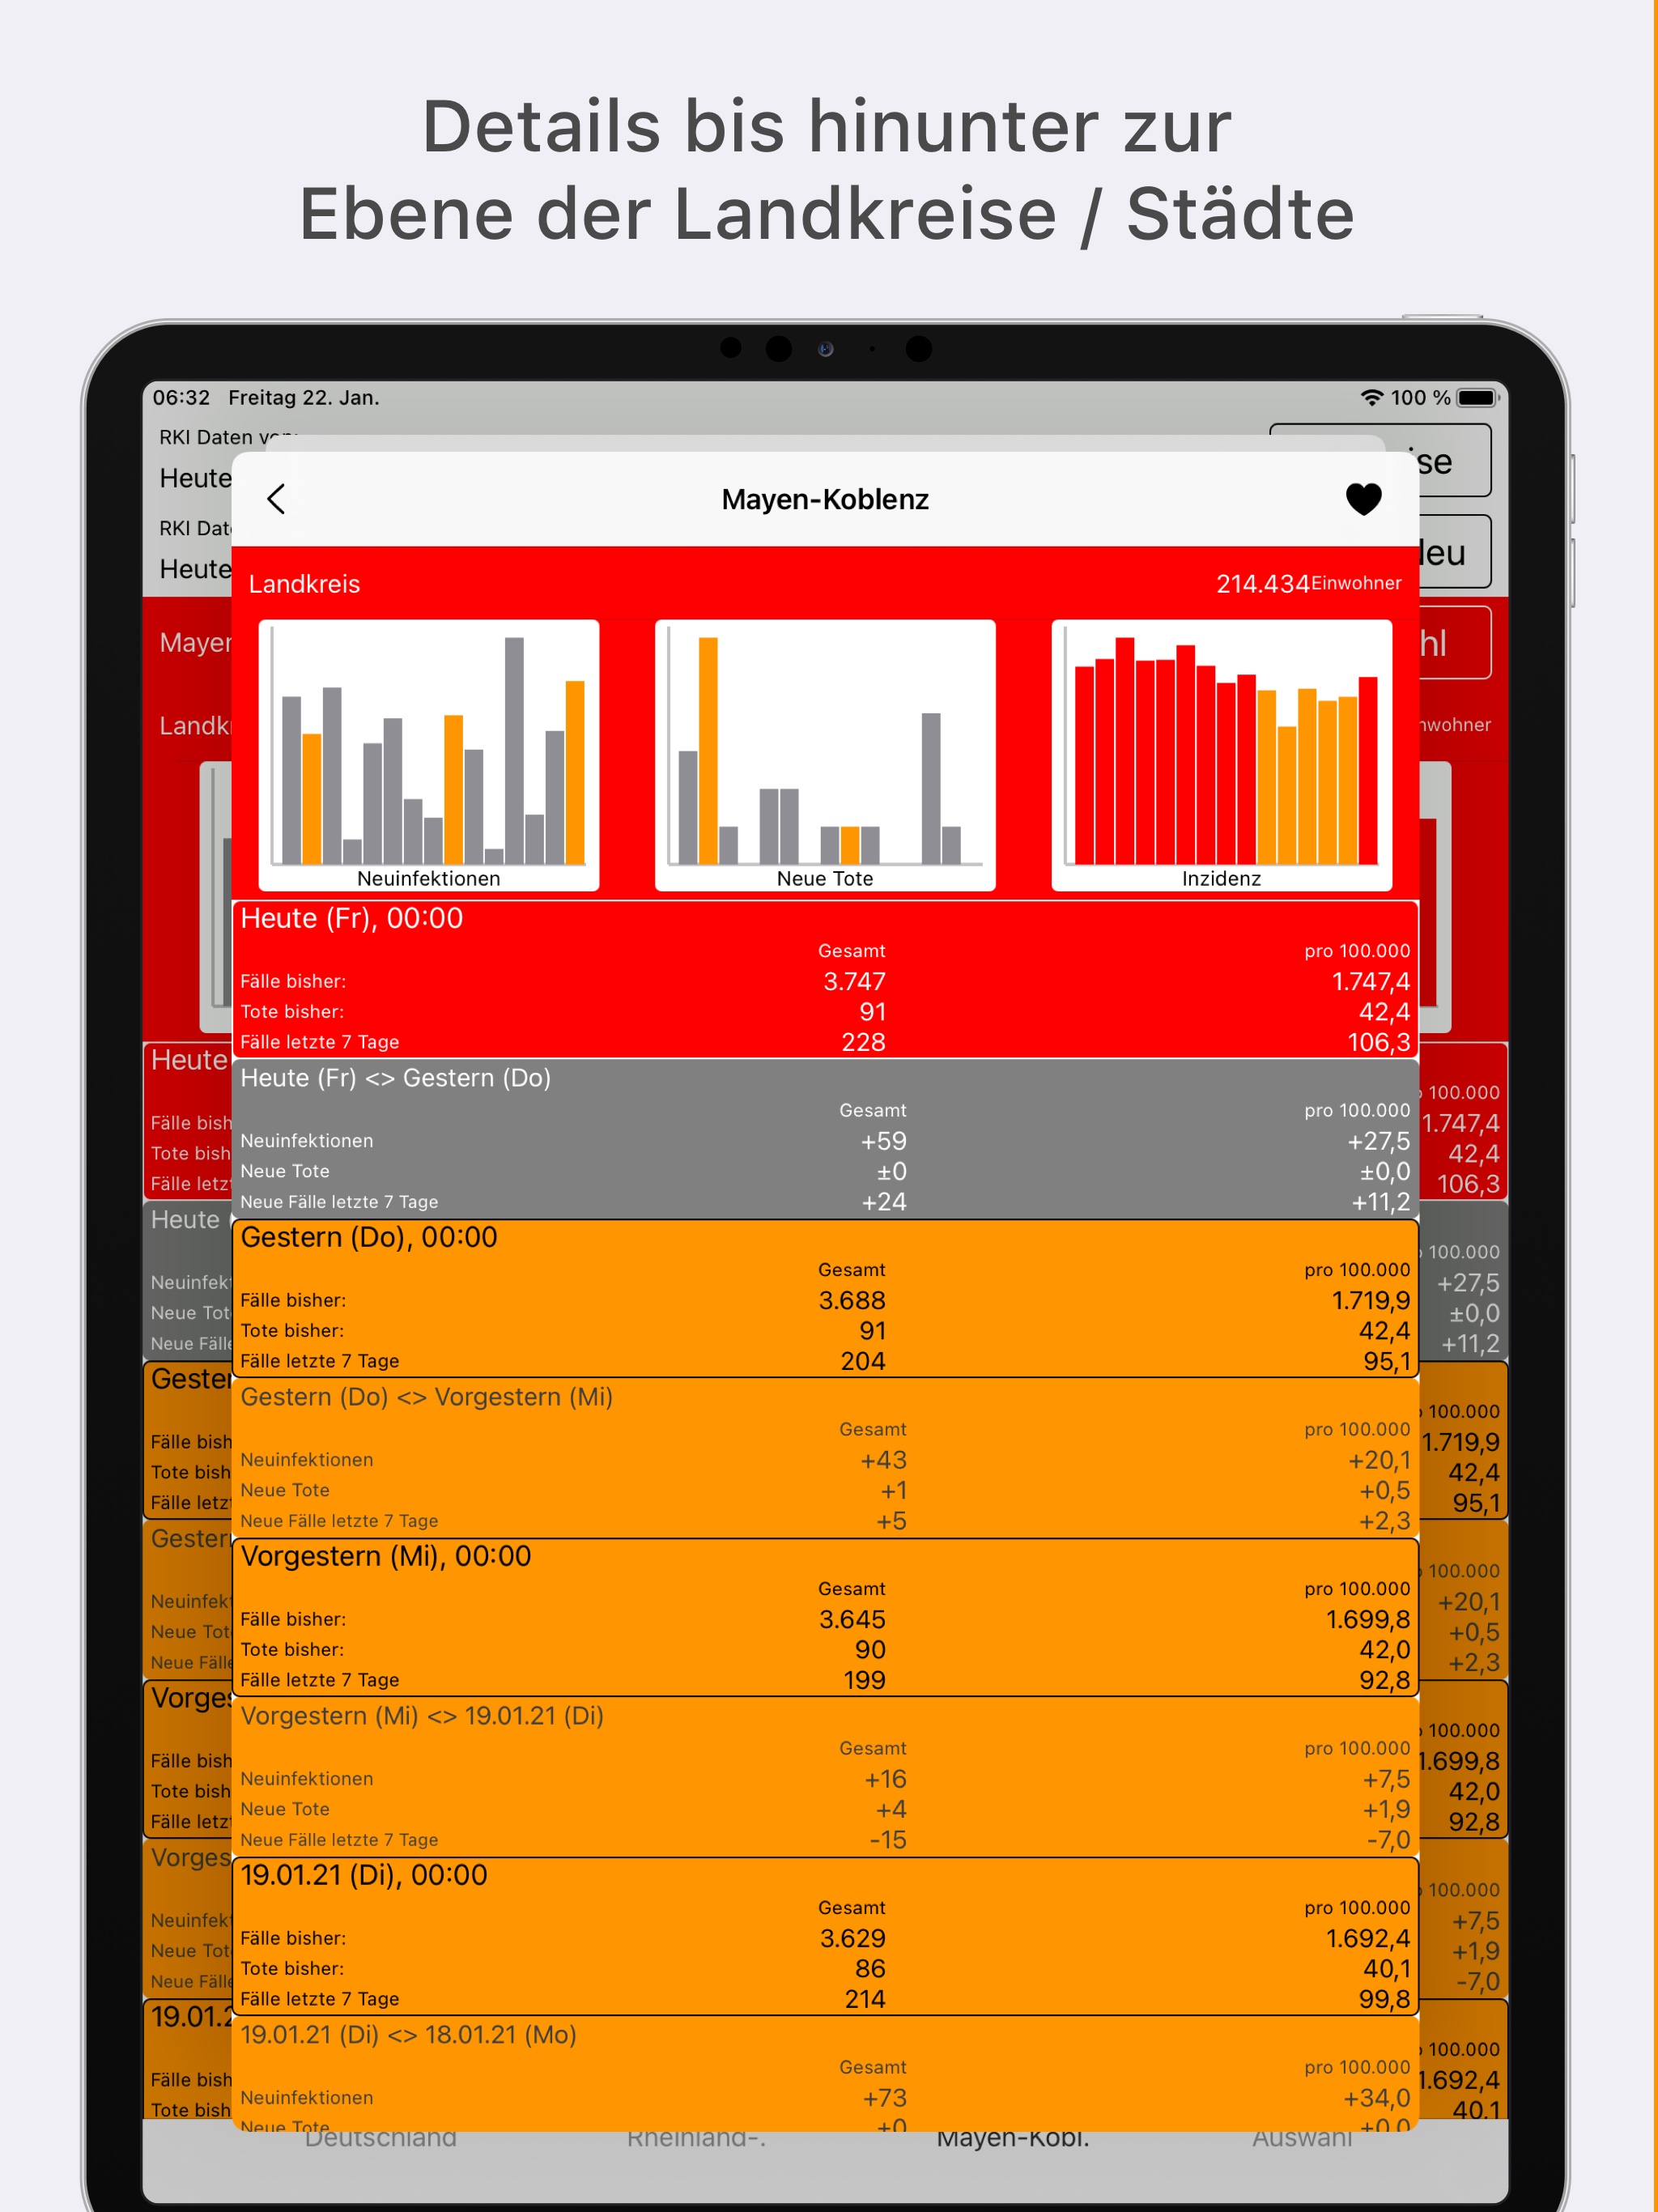 Details bis hinunter zur
Ebene der Landkreise / Städte
06:32 Freitag 22. Jan. 100 %
RKI Daten von:
Heute
Heute
Mayen-Koblenz
Landkreis 214.434 Einwohner
Neuinfektionen Neue Tote Inzidenz
Heute (Fr), 00:00
Gesamt pro 100.000
Fälle bisher: 3.747 1.747,4
Tote bisher: 91 42,4
Fälle letzte 7 Tage 228 106,3
Heute (Fr) <> Gestern (Do)
Gesamt pro 100.000
Neuinfektionen +59 +27,5
Neue Tote ±0 ±0,0
Neue Fälle letzte 7 Tage +24 +11,2
Gestern (Do), 00:00
Gesamt pro 100.000
Fälle bisher: 3.688 1.719,9
Tote bisher: 91 42,4
Fälle letzte 7 Tage 204 95,1
Gestern (Do) <> Vorgestern (Mi)
Gesamt pro 100.000
Neuinfektionen +43 +20,1
Neue Tote +1 +0,5
Neue Fälle letzte 7 Tage +5 +2,3
Vorgestern (Mi), 00:00
Gesamt pro 100.000
Fälle bisher: 3.645 1.699,8
Tote bisher: 90 42,0
Fälle letzte 7 Tage 199 92,8
Vorgestern (Mi) <> 19.01.21 (Di)
Gesamt pro 100.000
Neuinfektionen +16 +7,5
Neue Tote +4 +1,9
Neue Fälle letzte 7 Tage -15 -7,0
19.01.21 (Di), 00:00
Gesamt pro 100.000
Fälle bisher: 3.629 1.692,4
Tote bisher: 86 40,1
Fälle letzte 7 Tage 214 99,8
19.01.21 (Di) <> 18.01.21 (Mo)
Gesamt pro 100.000
Neuinfektionen +73 +34,0
Neue Tote ±0 ±0,0
Deutschland Rheinland-. Mayen-Kobl. Auswahl